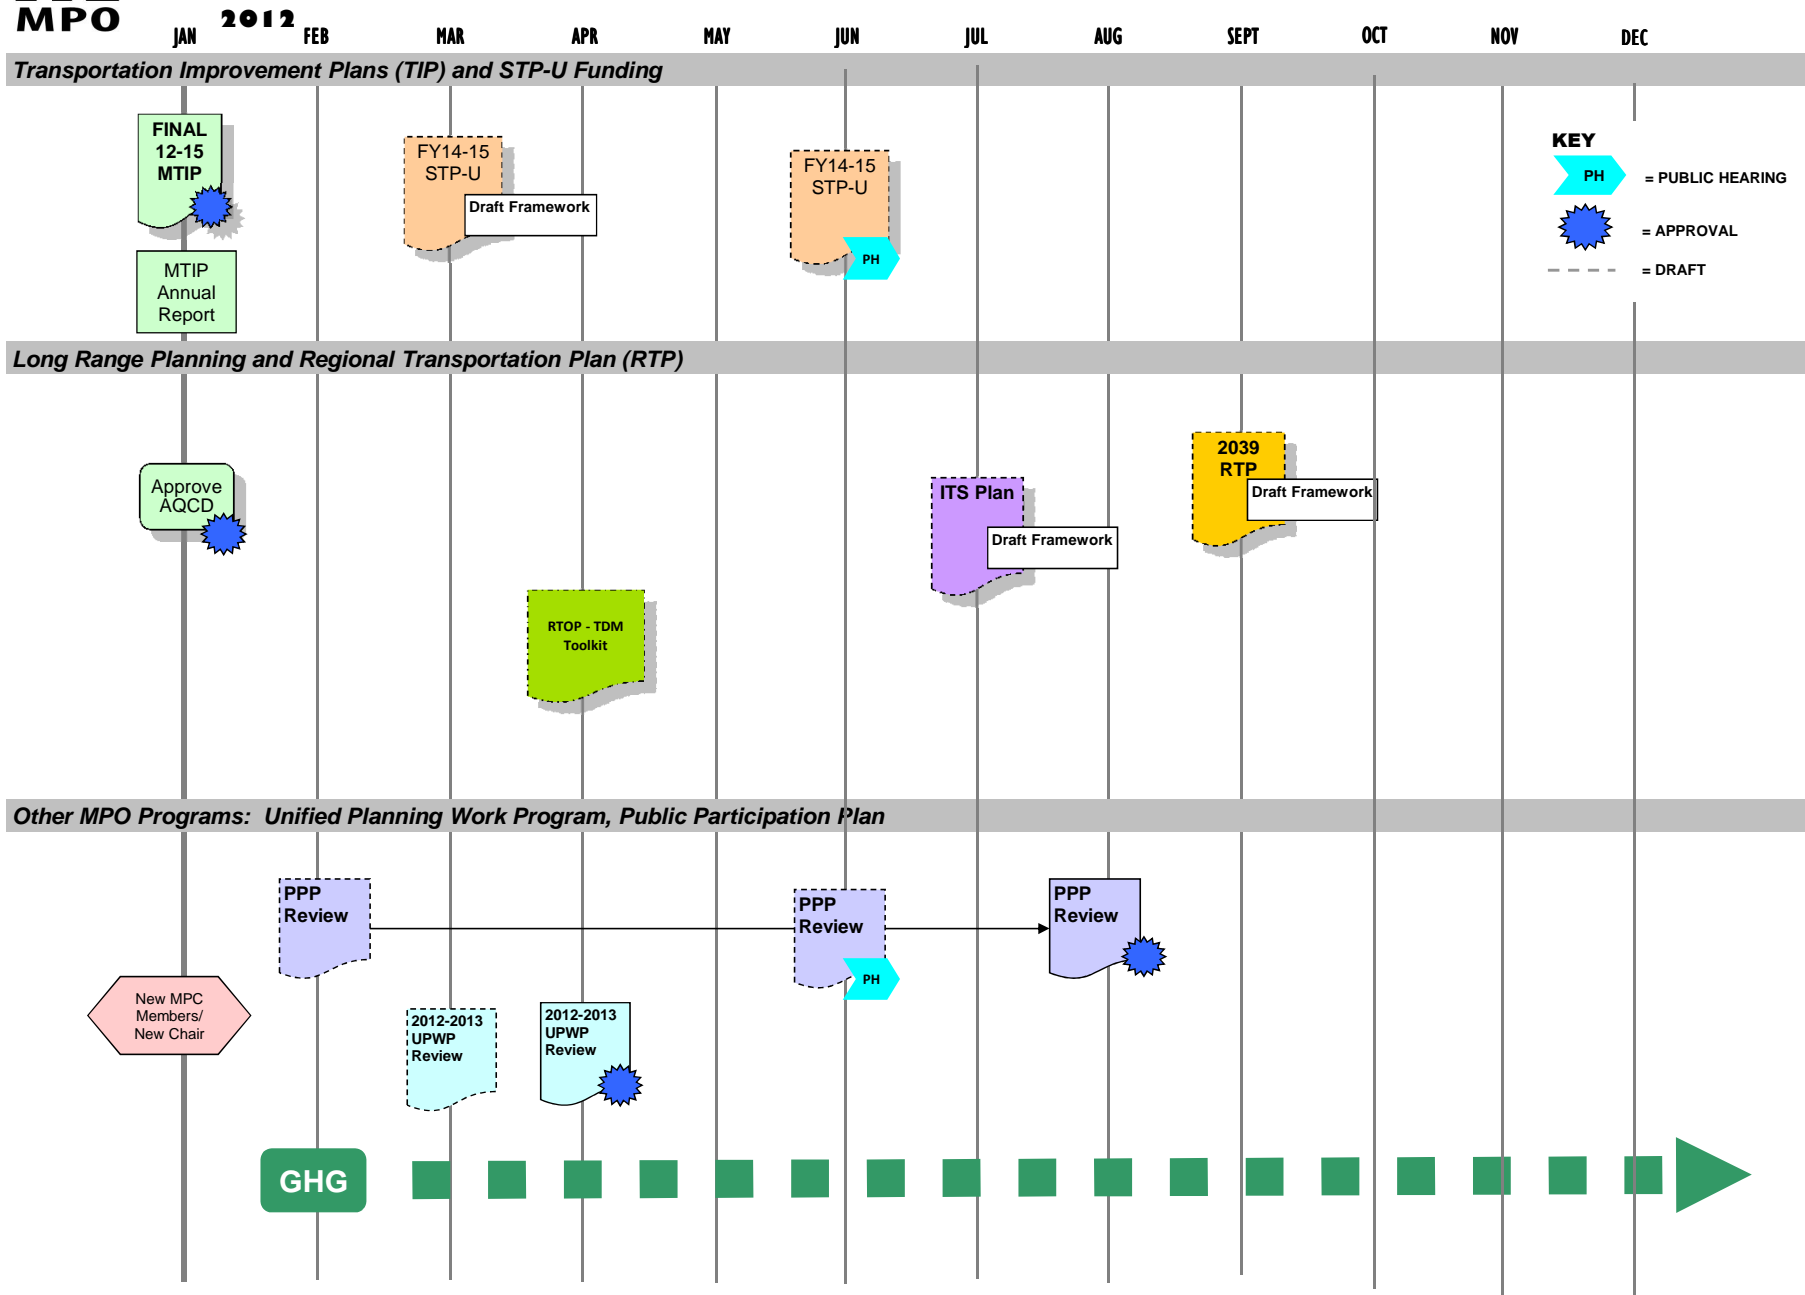 MPO
2012
JAN FEB MAR APR MAY JUN JUL AUG SEPT OCT NOV DEC
Transportation Improvement Plans (TIP) and STP-U Funding
FINAL
12-15
MTIP
MTIP
Annual
Report
FY14-15
STP-U
Draft Framework
FY14-15
STP-U
PH
KEY
PH = PUBLIC HEARING
= APPROVAL
= DRAFT
Long Range Planning and Regional Transportation Plan (RTP)
Approve
AQCD
RTOP - TDM
Toolkit
ITS Plan
Draft Framework
2039
RTP
Draft Framework
Other MPO Programs: Unified Planning Work Program, Public Participation Plan
PPP
Review
PPP
Review
PH
PPP
Review
New MPC
Members/
New Chair
2012-2013
UPWP
Review
2012-2013
UPWP
Review
GHG